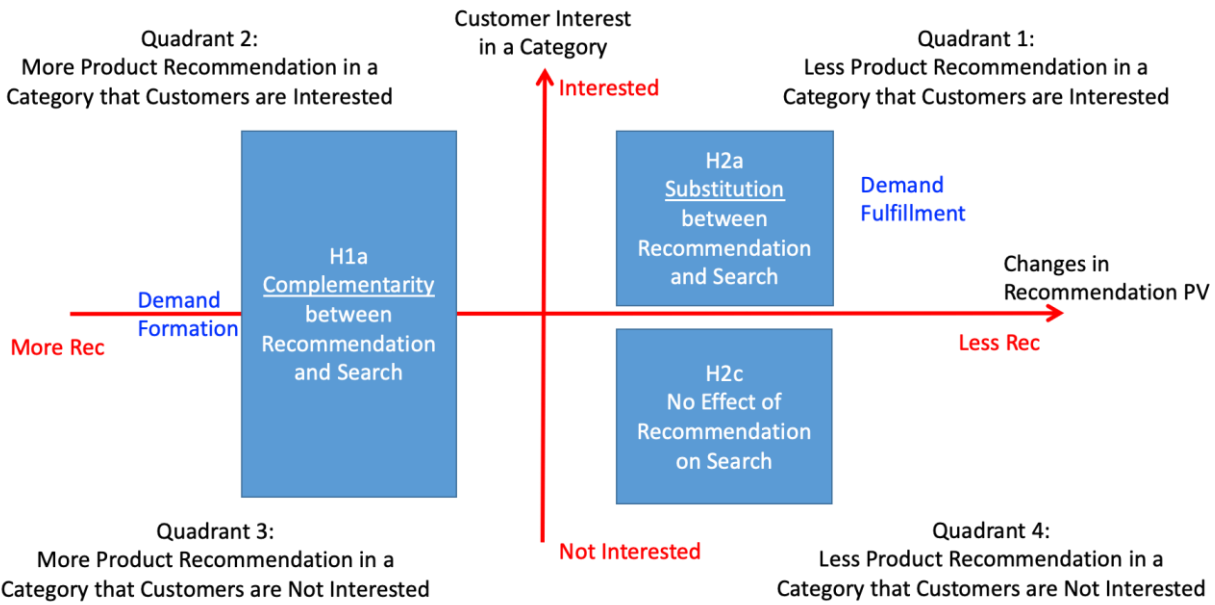 Quadrant 2:
More Product Recommendation in a
Category that Customers are Interested
Customer Interest
in a Category
Interested
Quadrant 1:
Less Product Recommendation in a
Category that Customers are Interested
H1a
Complementarity
between
Recommendation
and Search
H2a
Substitution
between
Recommendation
and Search
Demand
Fulfillment
Demand
Formation
More Rec
Changes in
Recommendation PV
Less Rec
H2c
No Effect of
Recommendation
on Search
Quadrant 3:
More Product Recommendation in a
Category that Customers are Not Interested
Not Interested
Quadrant 4:
Less Product Recommendation in a
Category that Customers are Not Interested